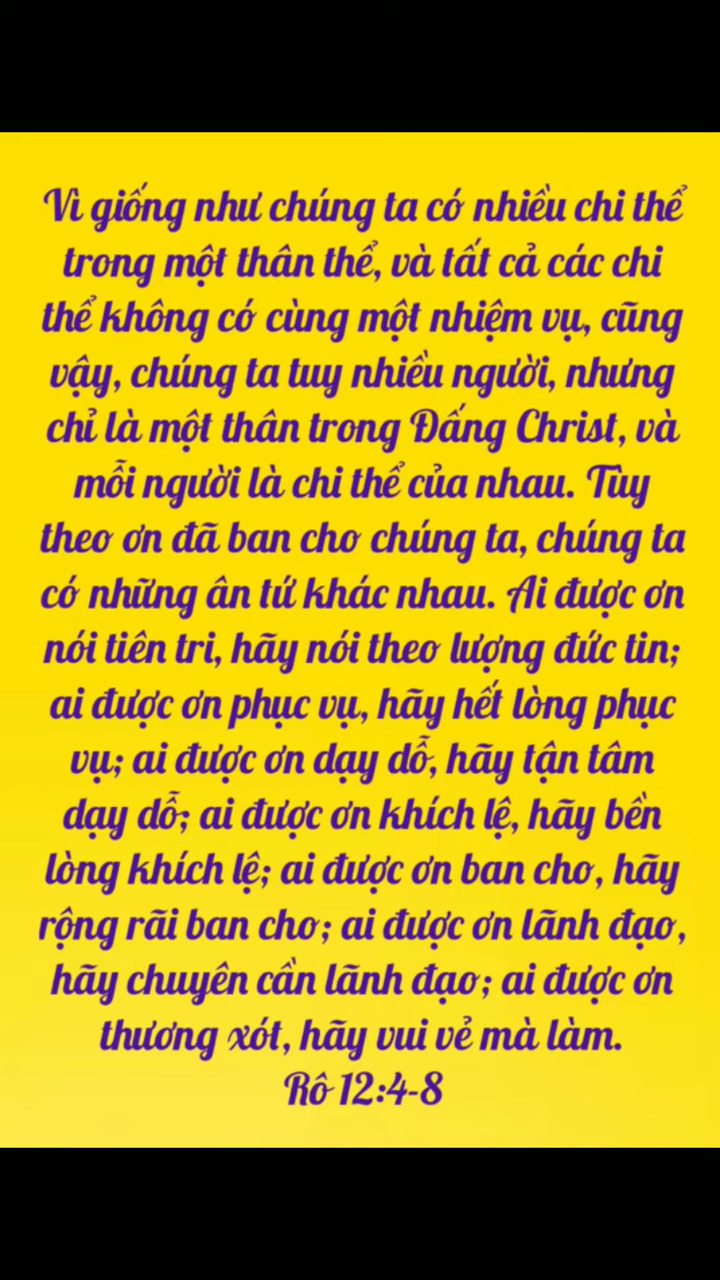 Vì giống như chúng ta có nhiều chi thể
trong một thân thể, và tất cả các chi
thể không có cùng một nhiệm vụ, cũng
vậy, chúng ta tuy nhiều người, nhưng
chỉ là một thân trong Đấng Christ, và
mỗi người là chi thể của nhau. Tùy
theo ơn đã ban cho chúng ta, chúng ta
có những ân tứ khác nhau. Ai được ơn
nói tiên tri, hãy nói theo lượng đức tin;
ai được ơn phục vụ, hãy hết lòng phục
vụ; ai được ơn dạy dỗ, hãy tận tâm
dạy dỗ; ai được ơn khích lệ, hãy bền
lòng khích lệ; ai được ơn ban cho, hãy
rộng rãi ban cho; ai được ơn lãnh đạo,
hãy chuyên cần lãnh đạo; ai được ơn
thương xót, hãy vui vẻ mà làm.
Rô 12:4-8